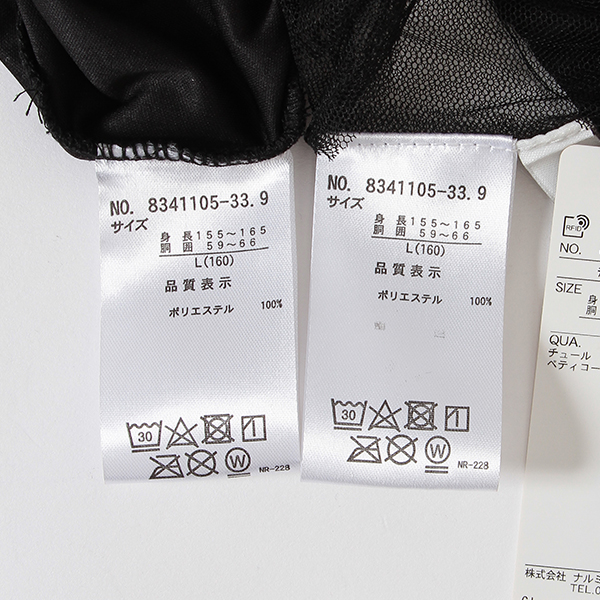 NO. 8341105-33.9
サイズ
身 長 155～165
胴 囲 59～66
L(160)
品質表示
ポリエステル 100%
30
W
NR-228
NO. 8341105-33.9
サイズ
身 長 155～165
胴 囲 59～66
L(160)
品質表示
ポリエステル 100%
30
W
NR-228
RFID
NO.
SIZE
身
胴
QUA.
チュール
ペティコー
株式会社 ナルミ
TEL.0